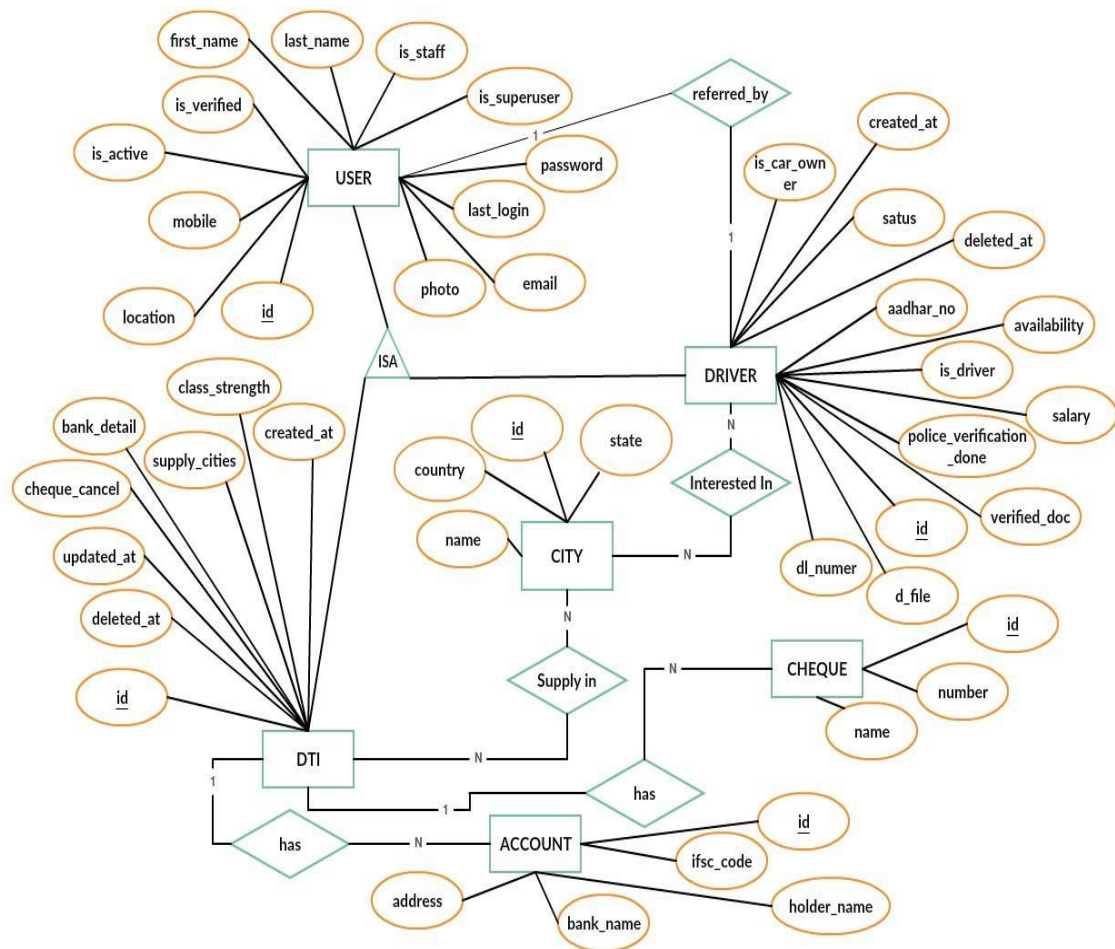 first_name
last_name
is_staff
is_superuser
referred_by
is_verified
is_active
mobile
location
id
USER
1
password
last_login
email
photo
created_at
is_car_own
er
satus
deleted_at
1
aadhar_no
availability
is_driver
salary
police_verification
_done
verified_doc
id
d_file
dl_numer
DRIVER
ISA
N
Interested In
N
class_strength
created_at
bank_detail
supply_cities
cheque_cancel
updated_at
deleted_at
id
id
state
country
name
CITY
N
Supply in
N
DTI
N
CHEQUE
id
number
name
has
1
1
has
N
ACCOUNT
id
ifsc_code
holder_name
bank_name
address